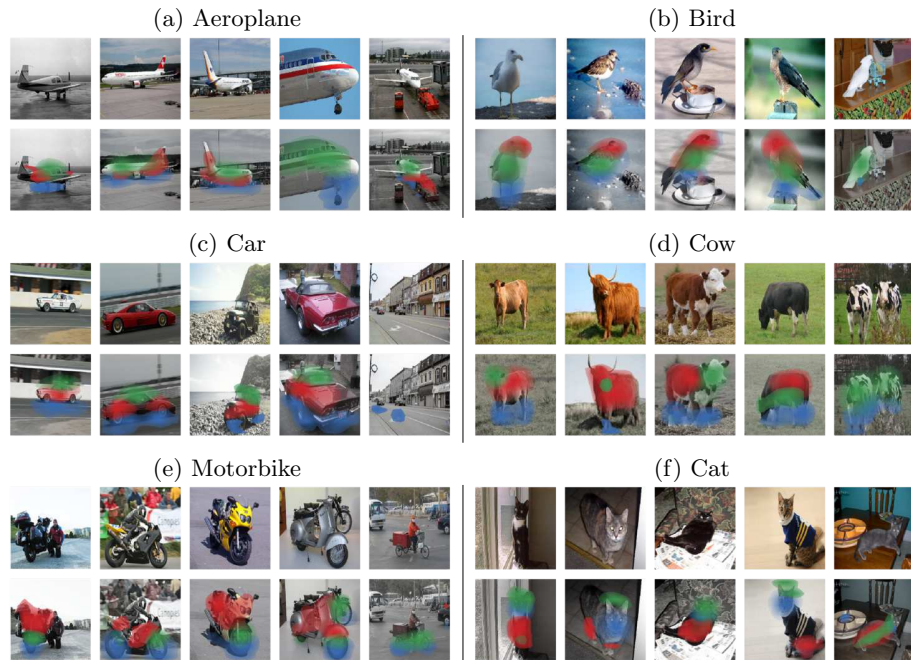 (a) Aeroplane
(b) Bird
(c) Car
(d) Cow
(e) Motorbike
(f) Cat